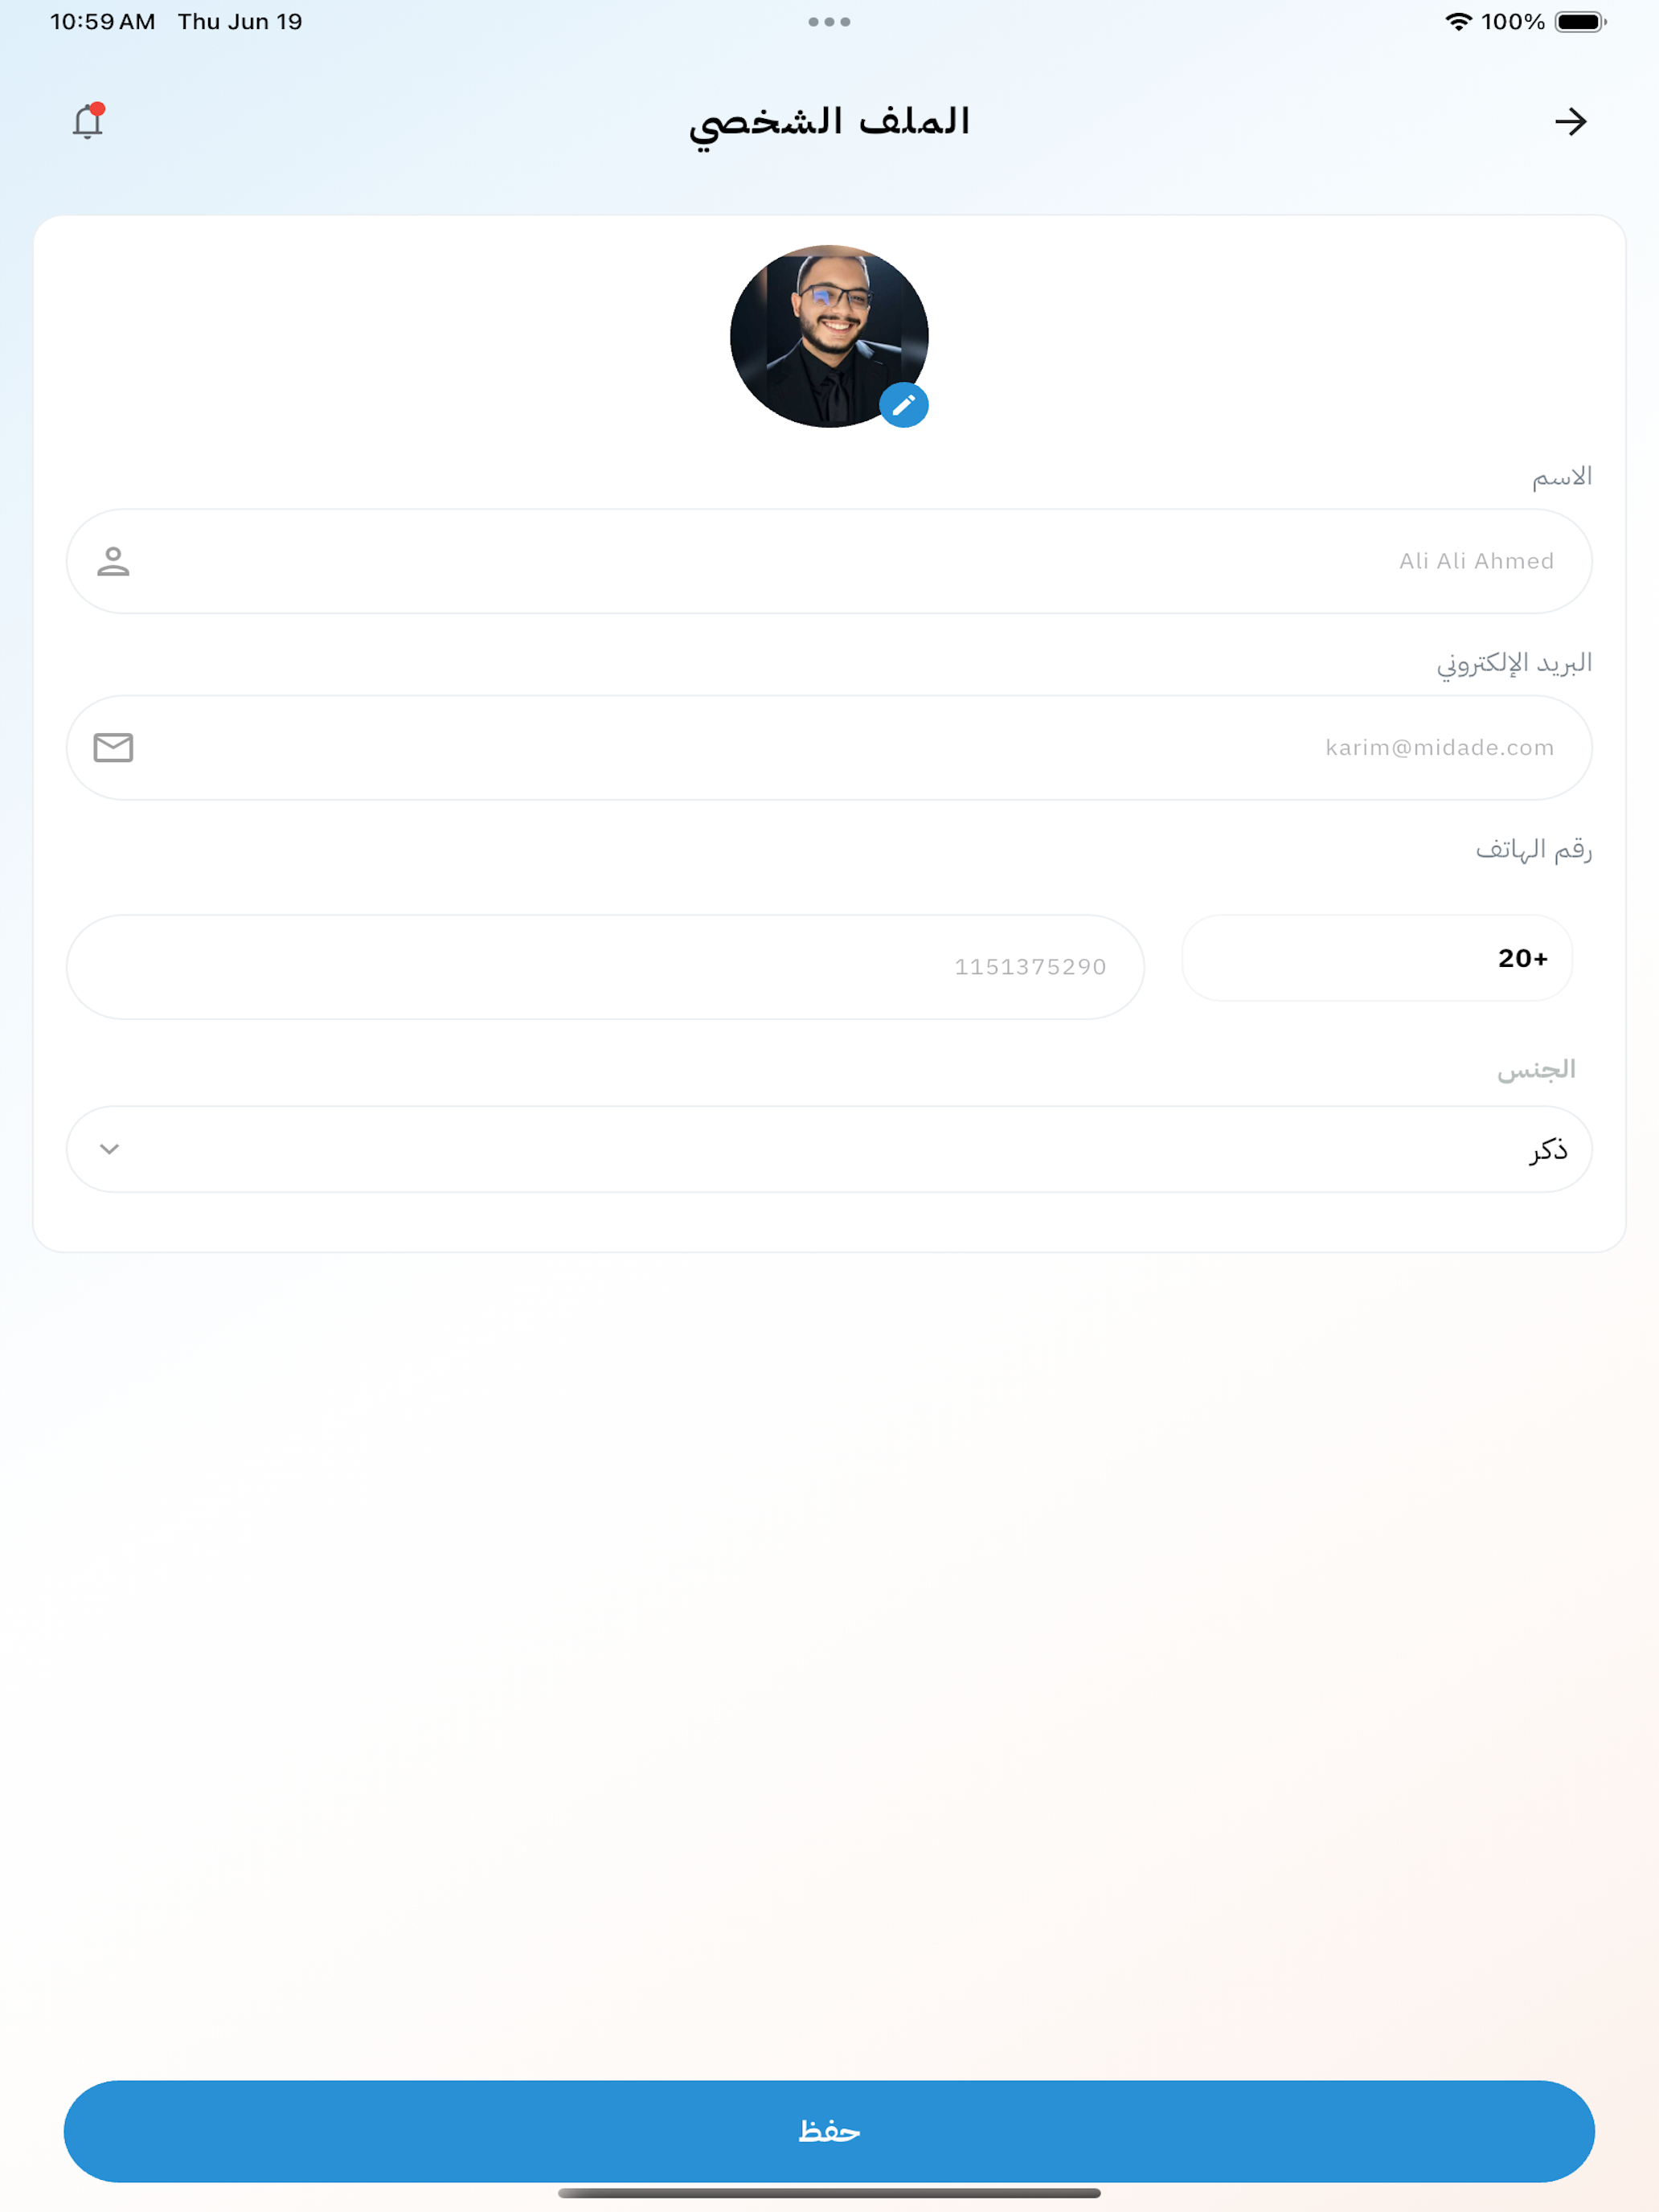 10:59 AM Thu Jun 19 100%
الملف الشخصي
الاسم
Ali Ali Ahmed
البريد الإلكتروني
karim@midade.com
رقم الهاتف
20+
1151375290
الجنس
ذكر
حفظ